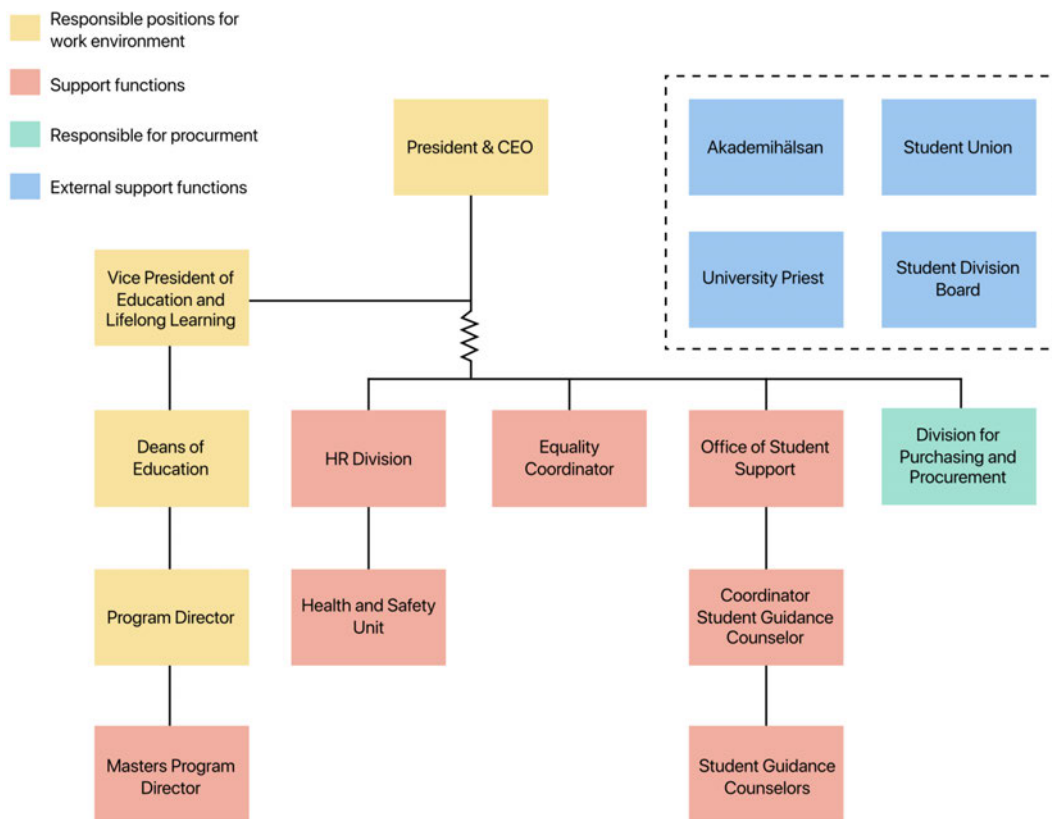 Responsible positions for
work environment
Support functions
Responsible for procurment
External support functions
President & CEO
Akademihälsan
Student Union
University Priest
Student Division
Board
Vice President of
Education and
Lifelong Learning
Deans of
Education
HR Division
Equality
Coordinator
Office of Student
Support
Division for
Purchasing and
Procurement
Program Director
Health and Safety
Unit
Coordinator
Student Guidance
Counselor
Masters Program
Director
Student Guidance
Counselors